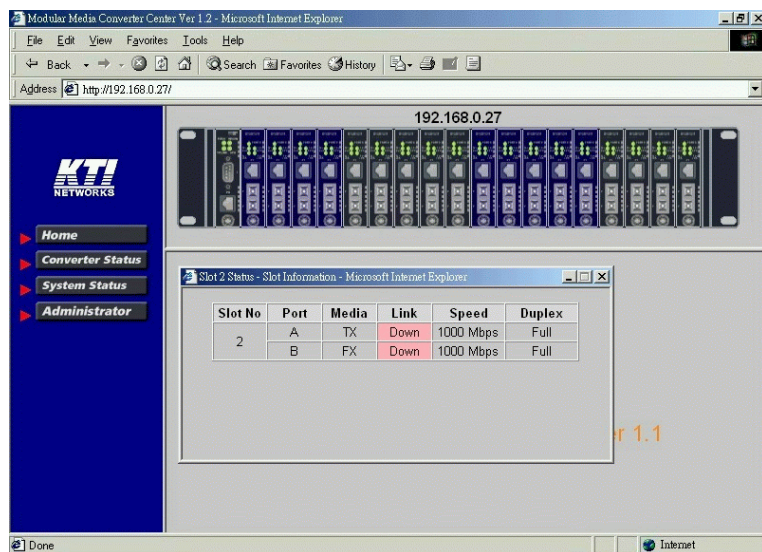 Modular Media Converter Center Ver 1.2 - Microsoft Internet Explorer
File Edit View Favorites Tools Help
Back Search Favorites History
Address http://192.168.0.27/
192.168.0.27
KTI
NETWORKS
Home
Converter Status
System Status
Administrator
Slot 2 Status - Slot Information - Microsoft Internet Explorer
Slot No Port Media Link Speed Duplex
2
A TX Down 1000 Mbps Full
B FX Down 1000 Mbps Full
er 1.1
Done Internet